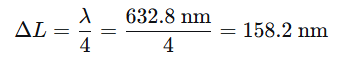 ΔL = λ/4 = 632.8 nm/4 = 158.2 nm